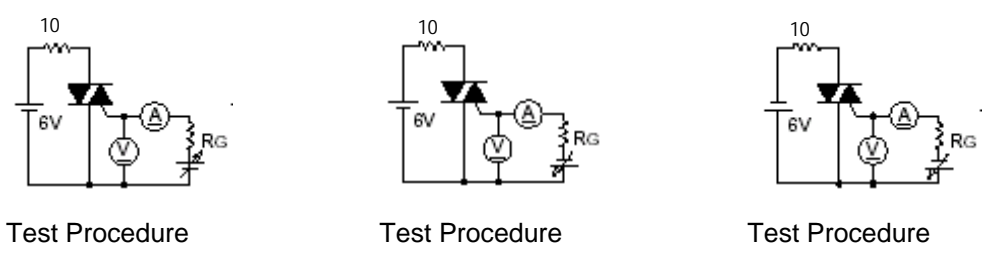 10 10 10
6V A 6V A 6V A
V RG V RG V RG
Test Procedure Test Procedure Test Procedure